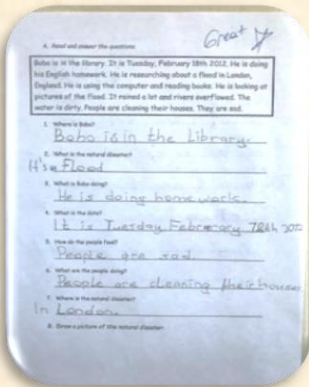 Great
A. Read and answer the questions
Bobo is in the library. It is Tuesday, February 18th 2012. He is doing
his English homework. He is researching about a flood in London,
England. He is using the computer and reading books. He is looking at
pictures of the flood. It rained a lot and rivers overflowed. The
water is dirty. People are cleaning their houses. They are sad.
1. Where is Bobo?
Bobo is in the Library.
2. What is the natural disaster?
It's a Flood
3. What is Bobo doing?
He is doing homework.
4. What is the date?
It is Tuesday February 18th 2012
5. How do the people feel?
People are sad.
6. What are the people doing?
People are cleaning their houses
7. Where is the natural disaster?
In London.
8. Draw a picture of the natural disaster.